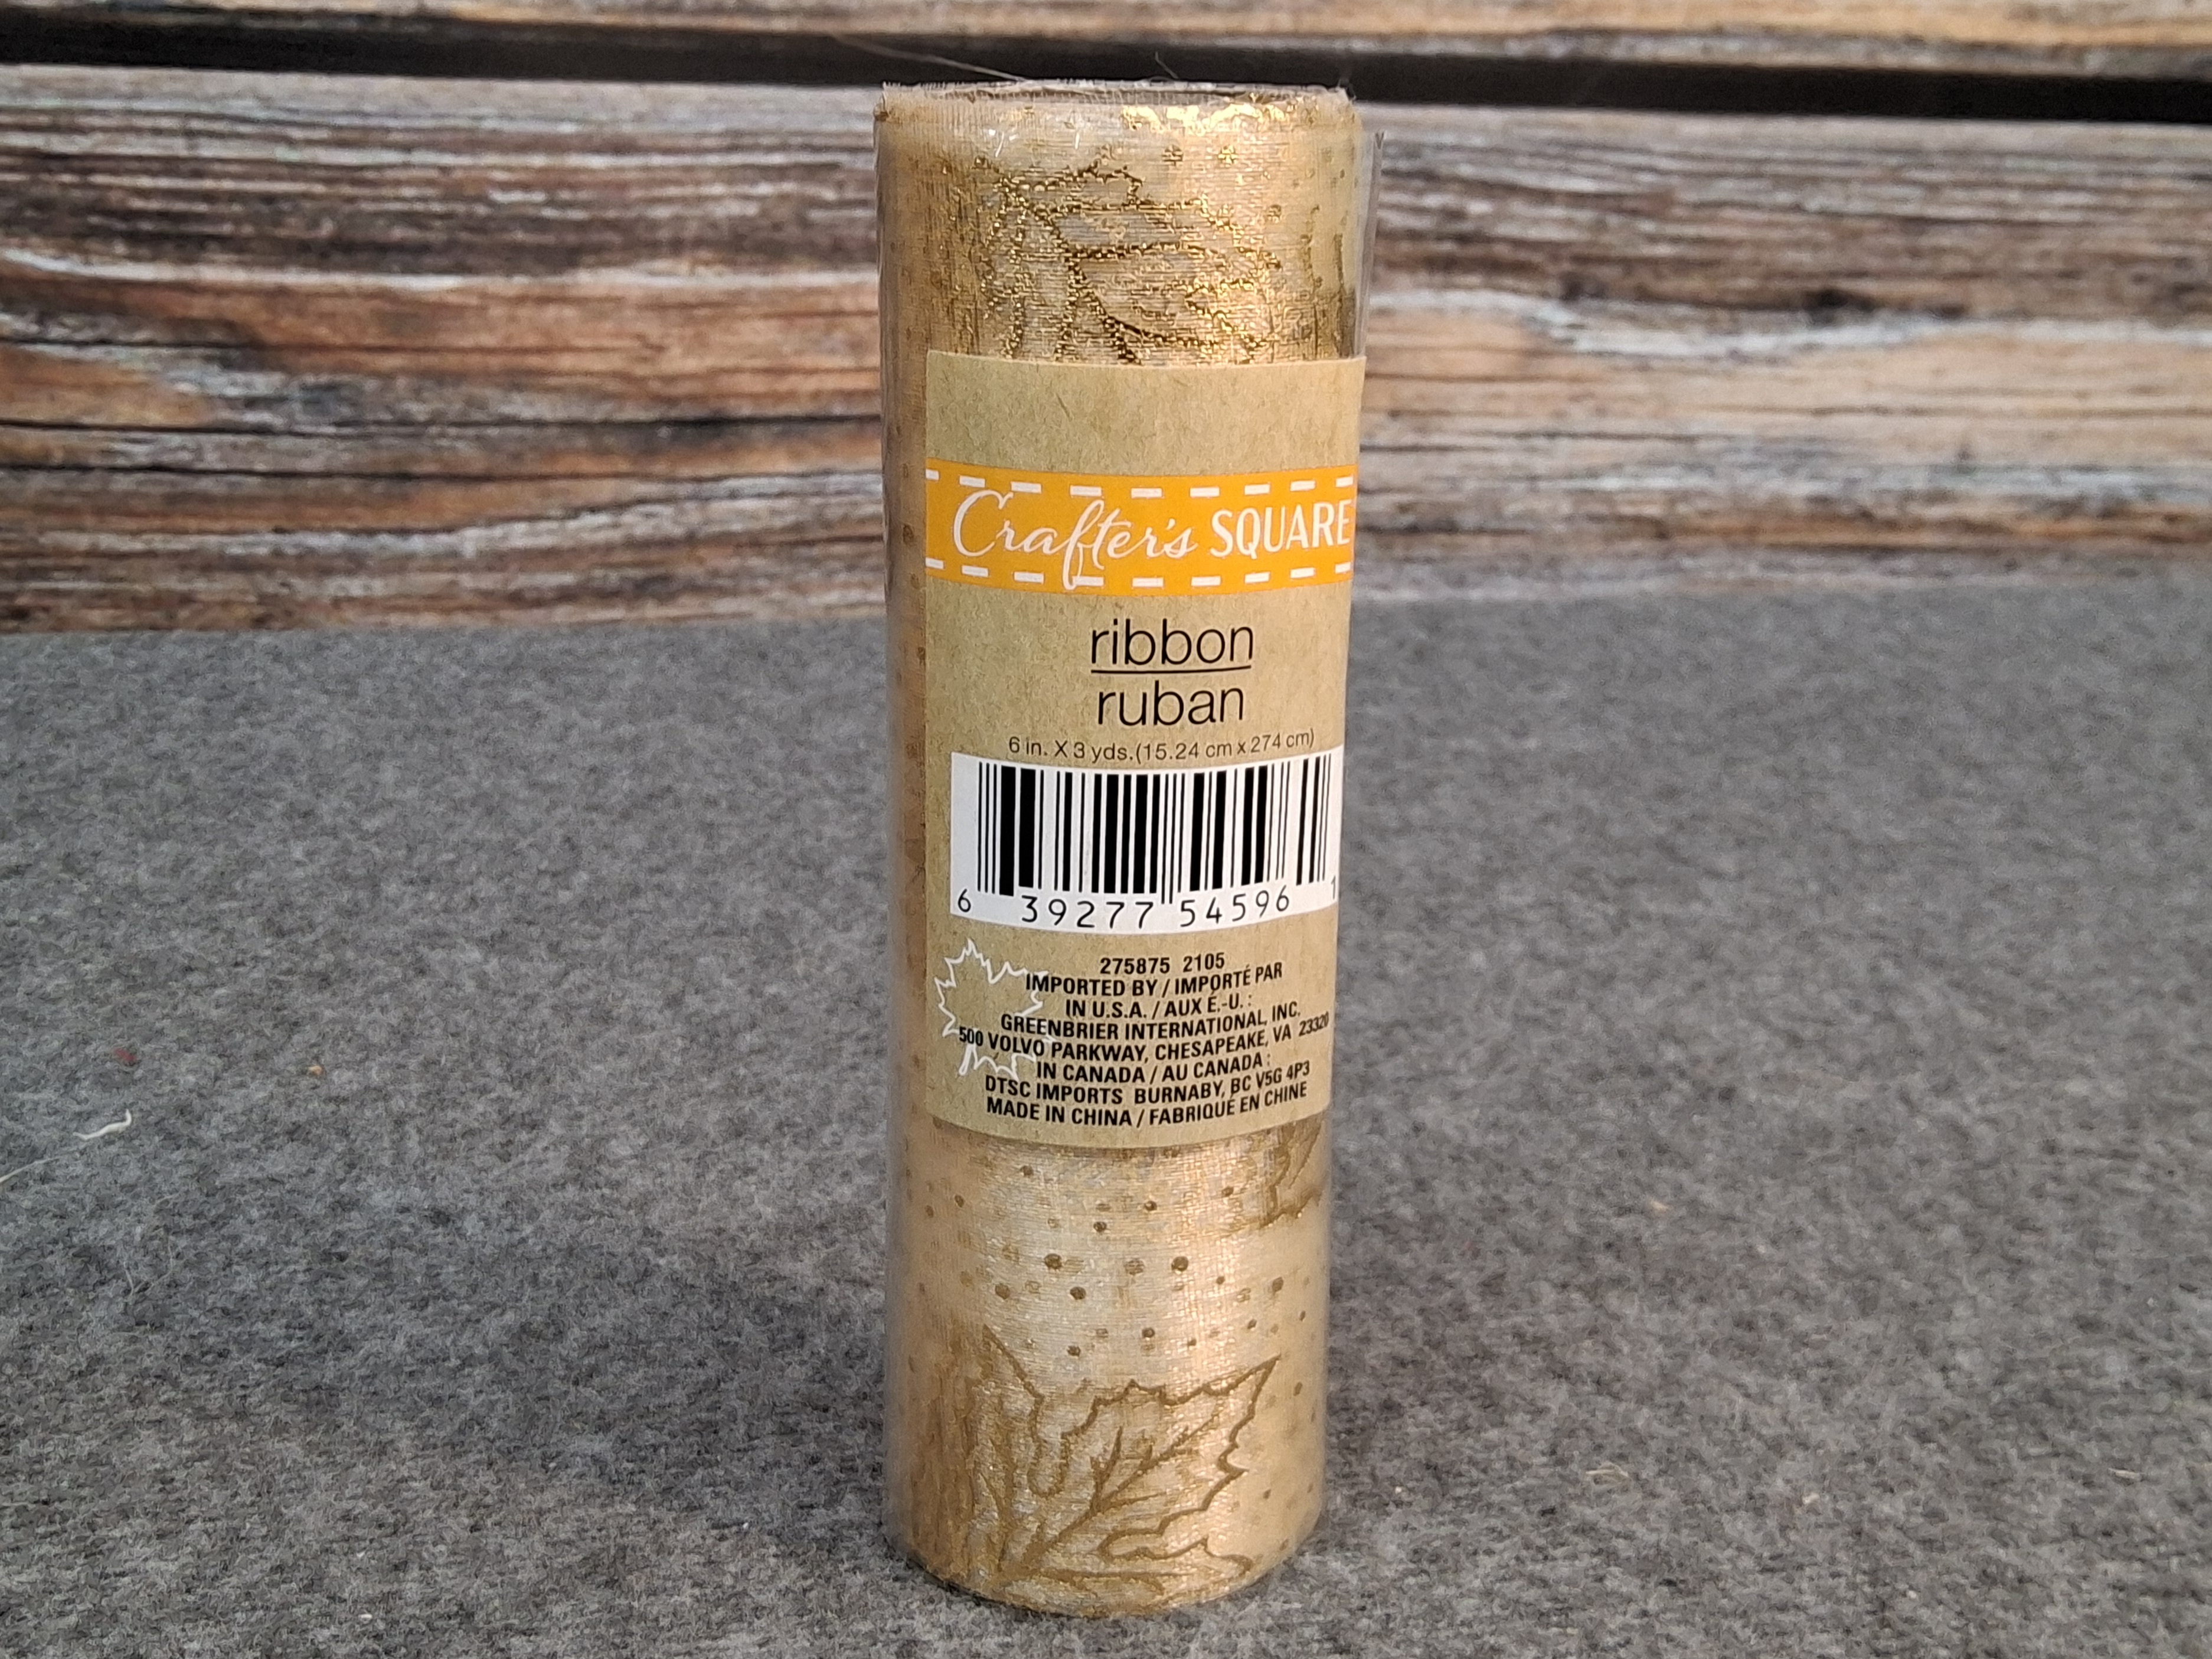 Crafter's SQUARE
ribbon
ruban
6 in. X 3 yds.(15.24 cm x 274 cm)
6 39277 54596 1
275875 2105
IMPORTED BY / IMPORTÉ PAR
IN U.S.A. / AUX É.-U. :
GREENBRIER INTERNATIONAL, INC.
500 VOLVO PARKWAY, CHESAPEAKE, VA 23320
IN CANADA / AU CANADA :
DTSC IMPORTS BURNABY, BC V5G 4P3
MADE IN CHINA / FABRIQUÉ EN CHINE